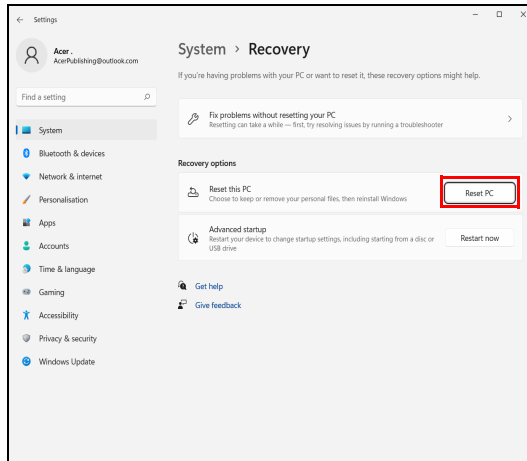 Settings
Acer .
AcerPublishing@outlook.com
Find a setting
System
Bluetooth & devices
Network & internet
Personalisation
Apps
Accounts
Time & language
Gaming
Accessibility
Privacy & security
Windows Update
System > Recovery
If you're having problems with your PC or want to reset it, these recovery options might help.
Fix problems without resetting your PC
Resetting can take a while — first, try resolving issues by running a troubleshooter
Recovery options
Reset this PC
Choose to keep or remove your personal files, then reinstall Windows
Reset PC
Advanced startup
Restart your device to change startup settings, including starting from a disc or
USB drive
Restart now
Get help
Give feedback